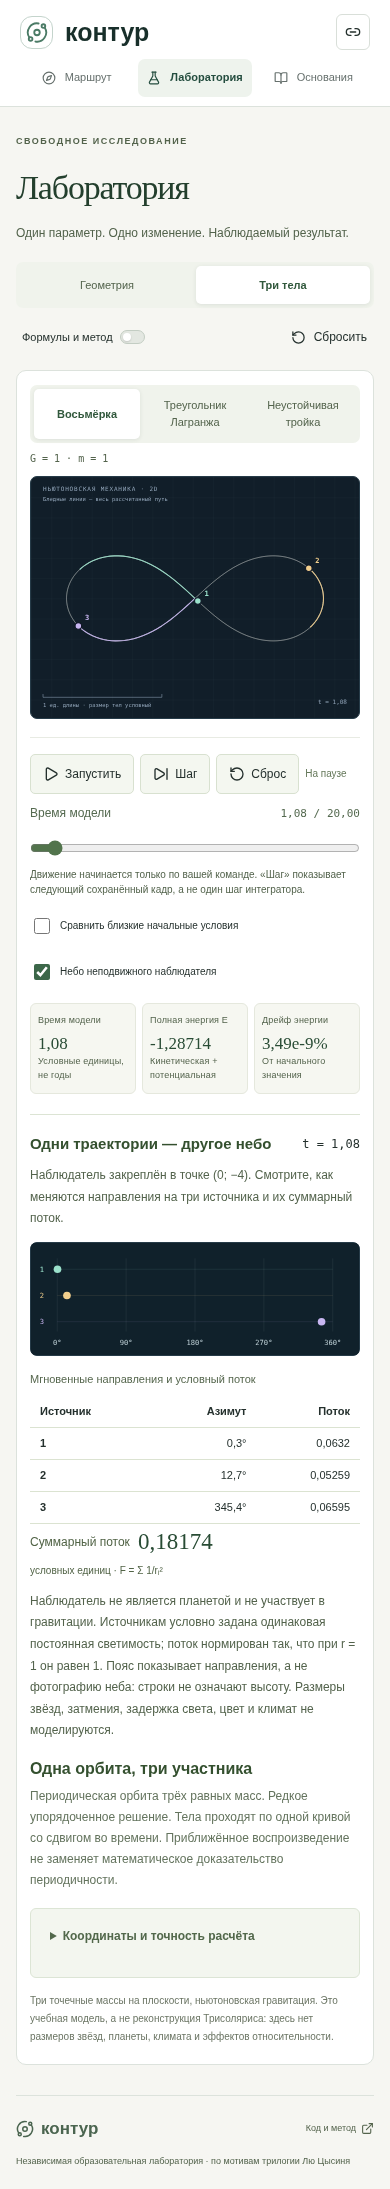 контур
Маршрут
Лаборатория
Основания
СВОБОДНОЕ ИССЛЕДОВАНИЕ
Лаборатория
Один параметр. Одно изменение. Наблюдаемый результат.
Геометрия
Три тела
Формулы и метод
Сбросить
Восьмёрка
Треугольник
Лагранжа
Неустойчивая
тройка
G = 1 · m = 1
НЬЮТОНОВСКАЯ МЕХАНИКА · 2D
Бледные линии — весь рассчитанный путь
2
1
3
1 ед. длины · размер тел условный
t = 1,08
Запустить
Шаг
Сброс
На паузе
Время модели
1,08 / 20,00
Движение начинается только по вашей команде. «Шаг» показывает
следующий сохранённый кадр, а не один шаг интегратора.
Сравнить близкие начальные условия
Небо неподвижного наблюдателя
Время модели
1,08
Условные единицы,
не годы
Полная энергия E
-1,28714
Кинетическая +
потенциальная
Дрейф энергии
3,49e-9%
От начального
значения
Одни траектории — другое небо
t = 1,08
Наблюдатель закреплён в точке (0; −4). Смотрите, как
меняются направления на три источника и их суммарный
поток.
1
2
3
0° 90° 180° 270° 360°
Мгновенные направления и условный поток
Источник Азимут Поток
1 0,3° 0,0632
2 12,7° 0,05259
3 345,4° 0,06595
Суммарный поток 0,18174
условных единиц · F = Σ 1/rᵢ²
Наблюдатель не является планетой и не участвует в
гравитации. Источникам условно задана одинаковая
постоянная светимость; поток нормирован так, что при r =
1 он равен 1. Пояс показывает направления, а не
фотографию неба: строки не означают высоту. Размеры
звёзд, затмения, задержка света, цвет и климат не
моделируются.
Одна орбита, три участника
Периодическая орбита трёх равных масс. Редкое
упорядоченное решение. Тела проходят по одной кривой
со сдвигом во времени. Приближённое воспроизведение
не заменяет математическое доказательство
периодичности.
Координаты и точность расчёта
Три точечные массы на плоскости, ньютоновская гравитация. Это
учебная модель, а не реконструкция Трисоляриса: здесь нет
размеров звёзд, планеты, климата и эффектов относительности.
контур
Код и метод
Независимая образовательная лаборатория · по мотивам трилогии Лю Цысиня